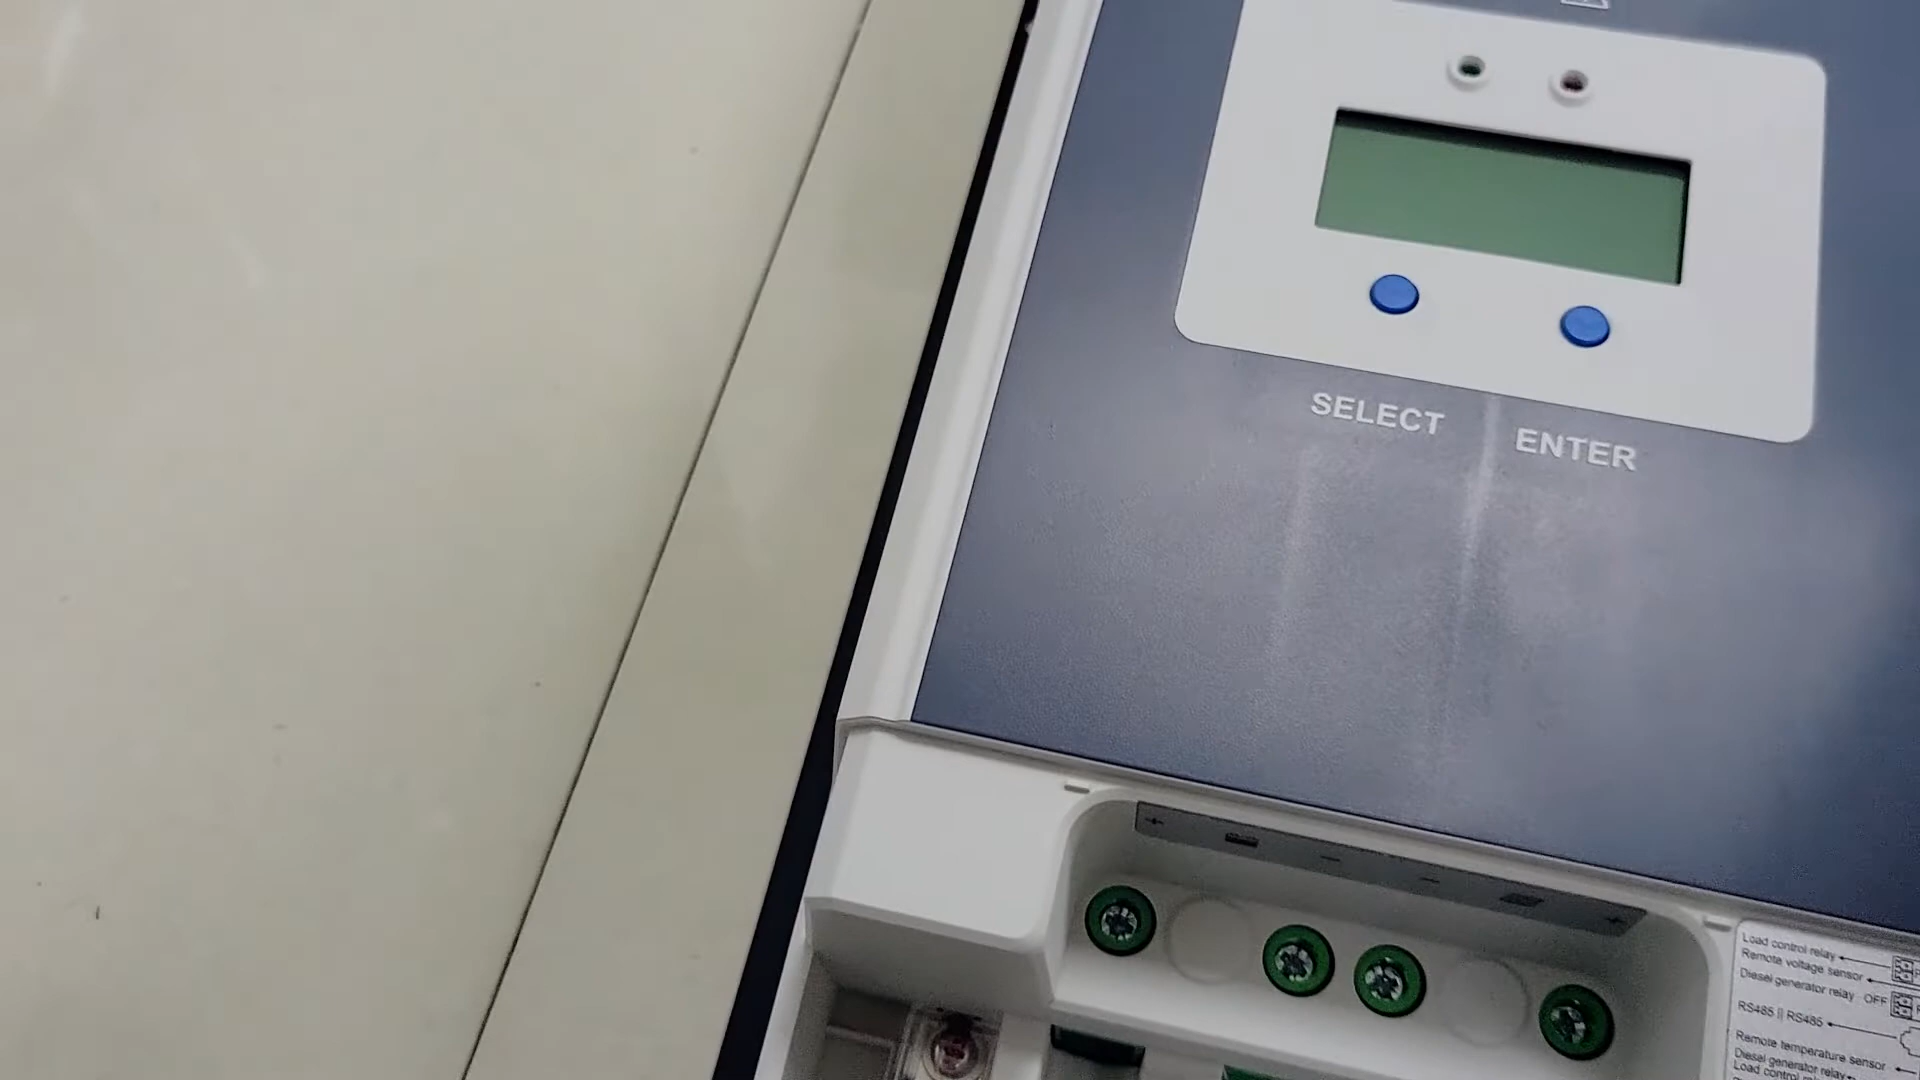 SELECT
ENTER
+ − − +
Load control relay
Remote voltage sensor
Diesel generator relay OFF
RS485 || RS485
Remote temperature sensor
Diesel generator relay
Load control